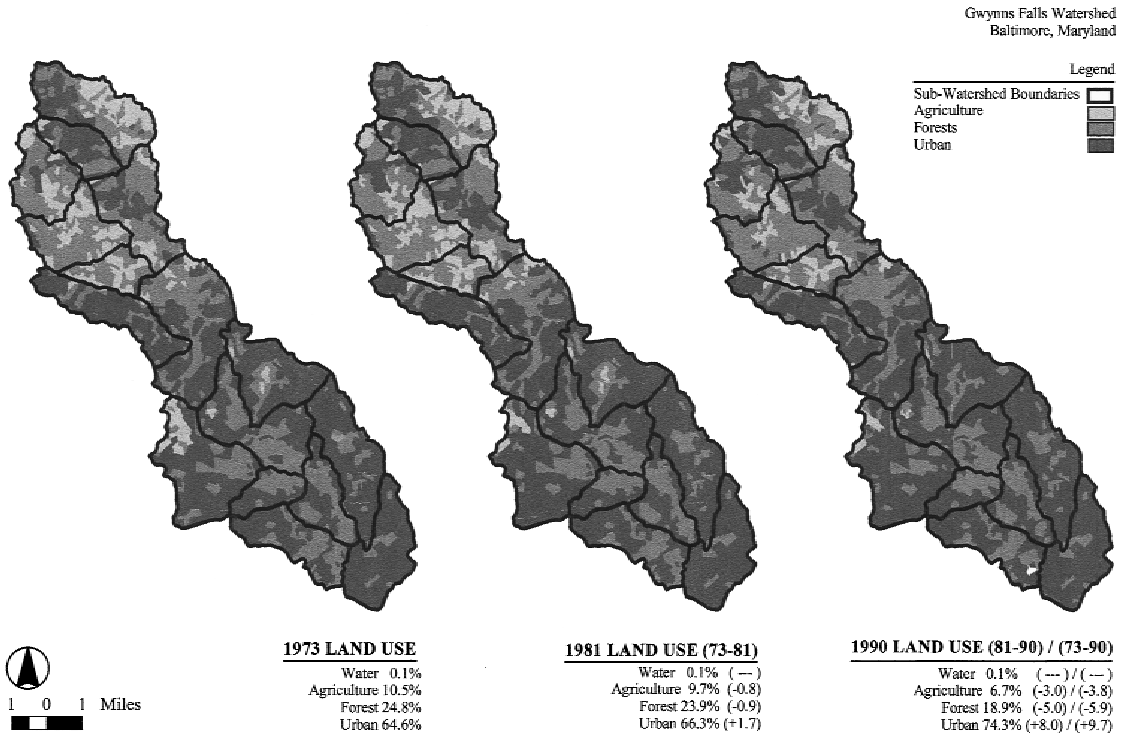 Gwynns Falls Watershed
Baltimore, Maryland
Legend
Sub-Watershed Boundaries
Agriculture
Forests
Urban
1973 LAND USE
Water 0.1%
Agriculture 10.5%
Forest 24.8%
Urban 64.6%
1981 LAND USE (73-81)
Water 0.1% ( --- )
Agriculture 9.7% (-0.8)
Forest 23.9% (-0.9)
Urban 66.3% (+1.7)
1990 LAND USE (81-90) / (73-90)
Water 0.1% ( --- ) / ( --- )
Agriculture 6.7% (-3.0) / (-3.8)
Forest 18.9% (-5.0) / (-5.9)
Urban 74.3% (+8.0) / (+9.7)
1 0 1 Miles